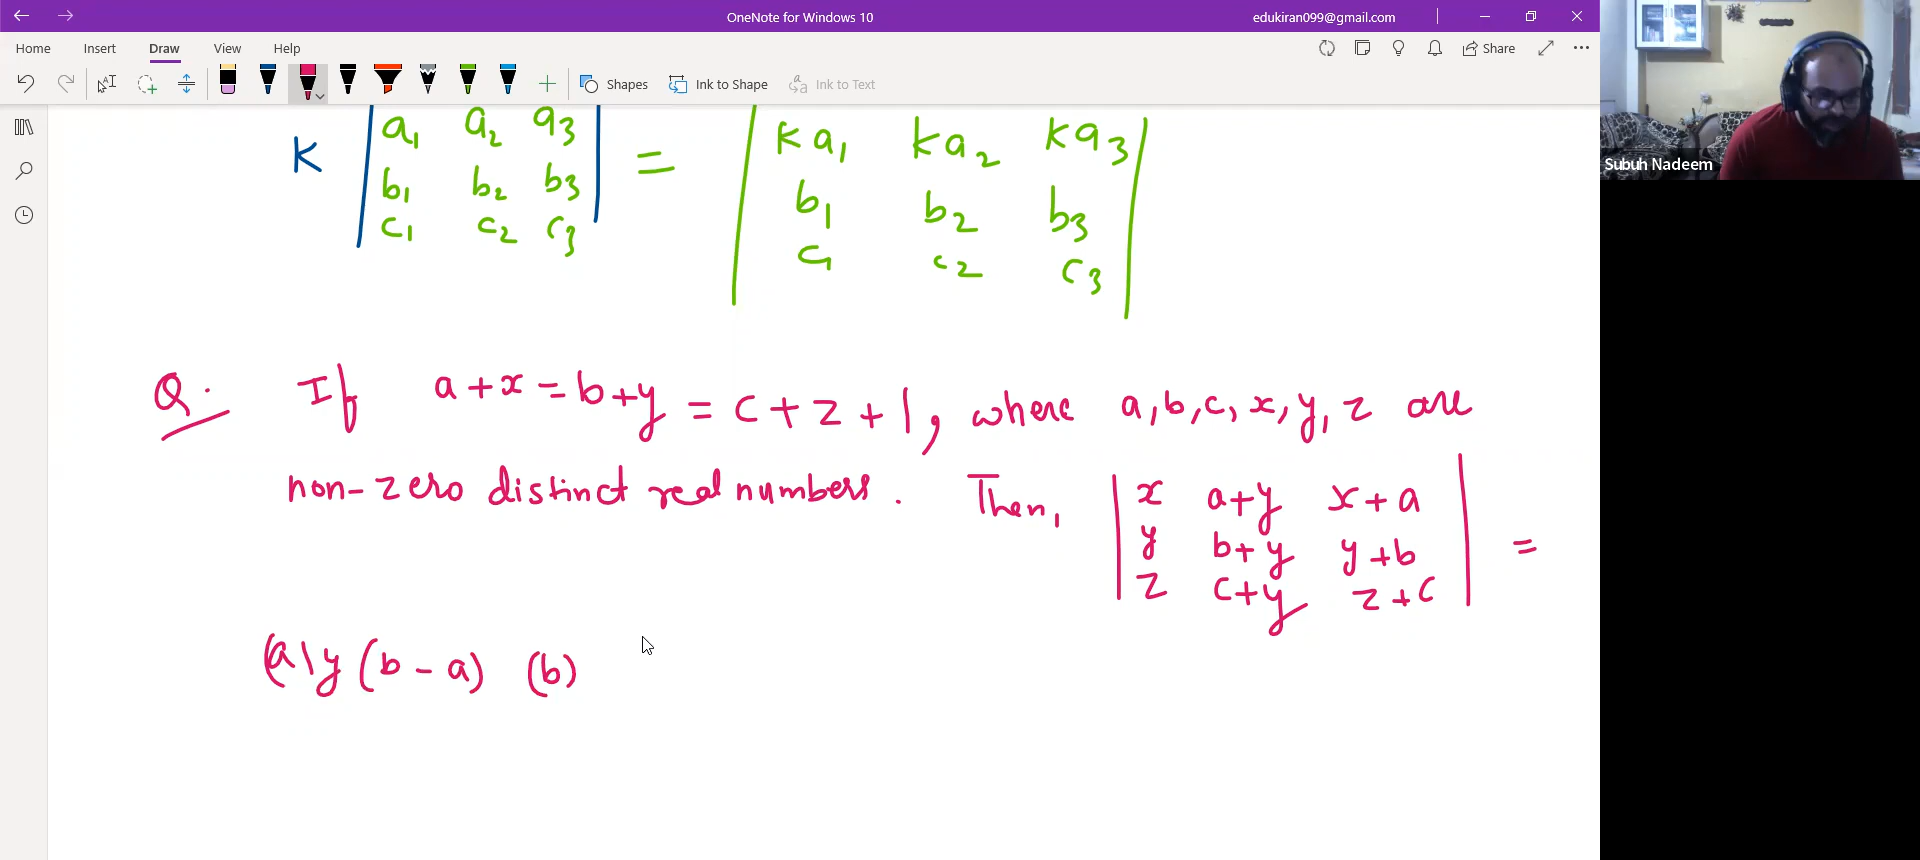 OneNote for Windows 10
edukiran099@gmail.com
Home Insert Draw View Help
Share
Shapes
Ink to Shape
Ink to Text
K | a₁ a₂ a₃ | = | ka₁ ka₂ ka₃ |
| b₁ b₂ b₃ | | b₁ b₂ b₃ |
| c₁ c₂ c₃ | | c₁ c₂ c₃ |
Subuh Nadeem
Q. If a+x=b+y = c+z+1, where a,b,c,x,y,z are
non-zero distinct real numbers. Then, | x a+y x+a |
| y b+y y+b | =
| z c+y z+c |
(a) y (b - a) (b)